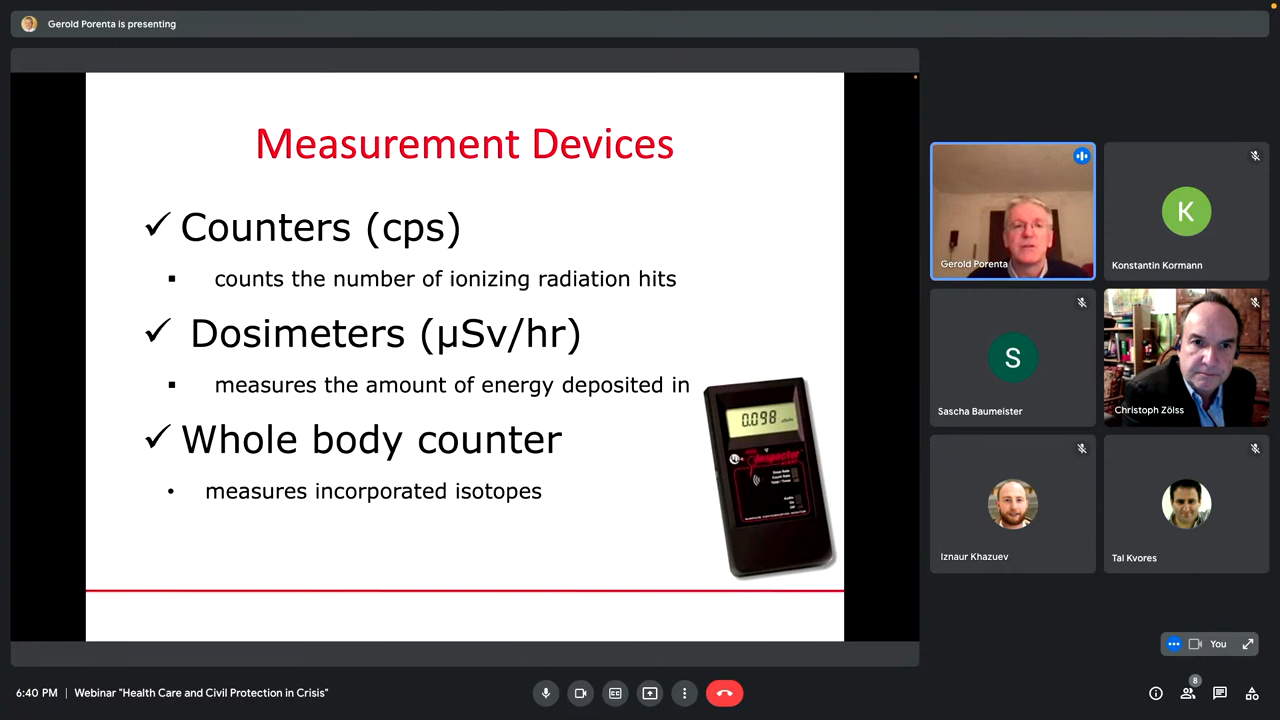 Gerold Porenta is presenting
Measurement Devices
✓ Counters (cps)
▪ counts the number of ionizing radiation hits
✓ Dosimeters (µSv/hr)
▪ measures the amount of energy deposited in
✓ Whole body counter
• measures incorporated isotopes
0.098
Inspector
Gerold Porenta
K
Konstantin Kormann
S
Sascha Baumeister
Christoph Zölss
Iznaur Khazuev
Tal Kvores
You
6:40 PM | Webinar "Health Care and Civil Protection in Crisis"
8